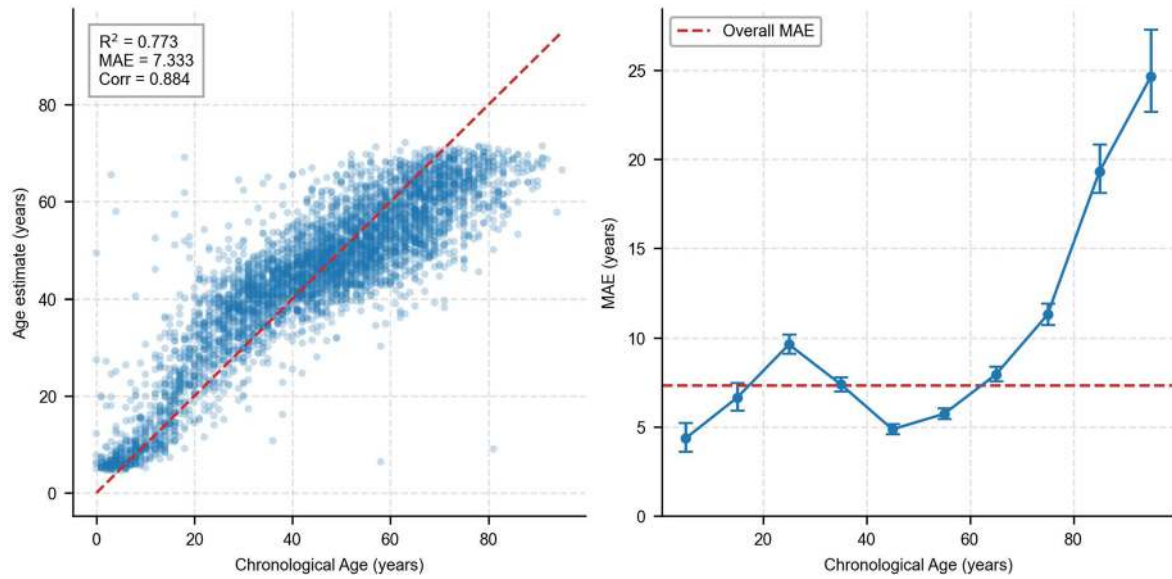 R² = 0.773
MAE = 7.333
Corr = 0.884
80
60
40
20
0
Age estimate (years)
0 20 40 60 80
Chronological Age (years)
Overall MAE
25
20
15
10
5
0
MAE (years)
20 40 60 80
Chronological Age (years)